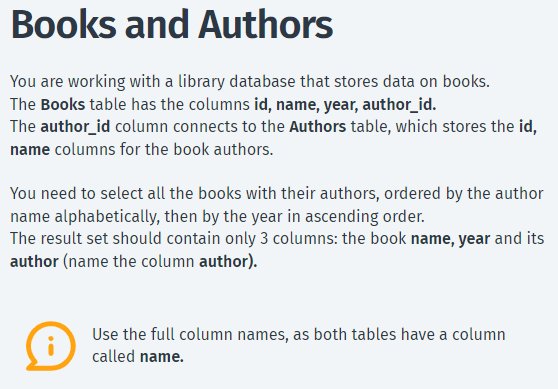 Books and Authors
You are working with a library database that stores data on books.
The Books table has the columns id, name, year, author_id.
The author_id column connects to the Authors table, which stores the id,
name columns for the book authors.
You need to select all the books with their authors, ordered by the author
name alphabetically, then by the year in ascending order.
The result set should contain only 3 columns: the book name, year and its
author (name the column author).
Use the full column names, as both tables have a column
called name.